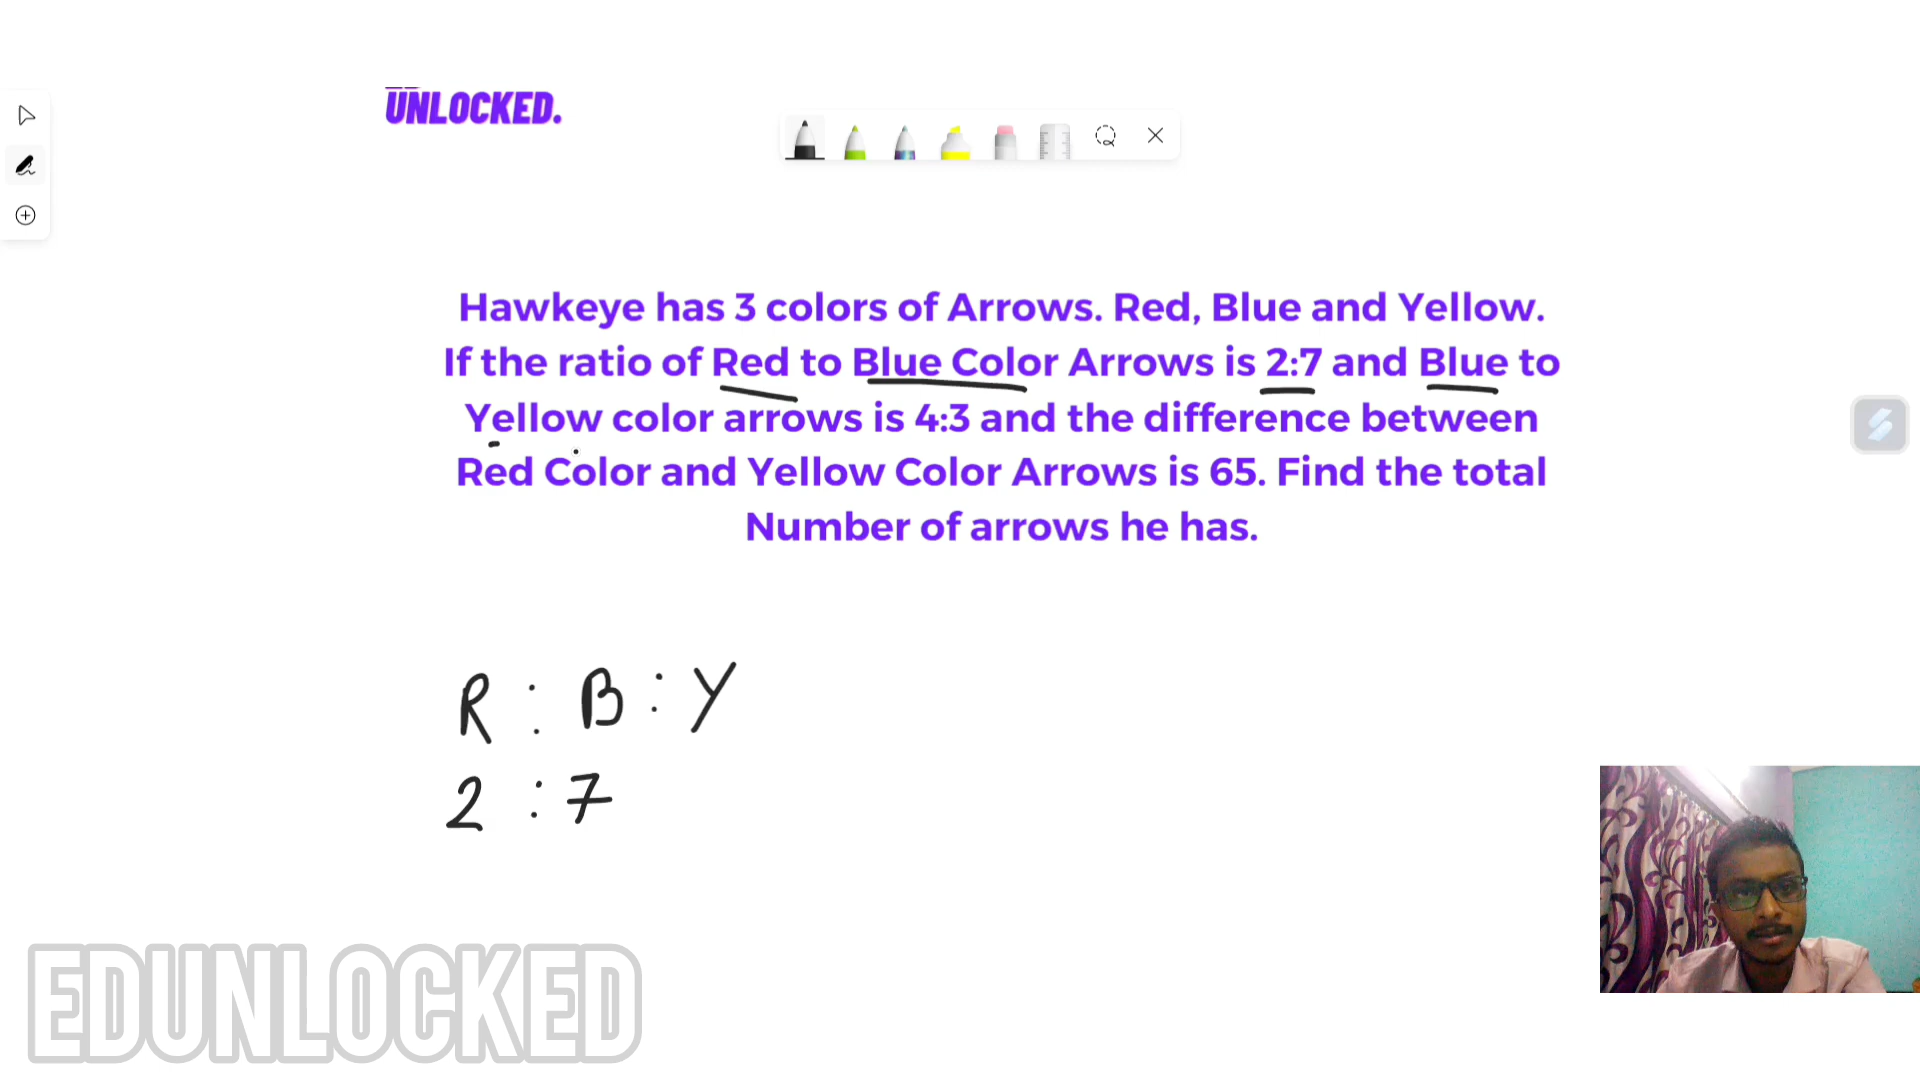 UNLOCKED.
Hawkeye has 3 colors of Arrows. Red, Blue and Yellow.
If the ratio of Red to Blue Color Arrows is 2:7 and Blue to
Yellow color arrows is 4:3 and the difference between
Red Color and Yellow Color Arrows is 65. Find the total
Number of arrows he has.
R : B : Y
2 : 7
EDUNLOCKED